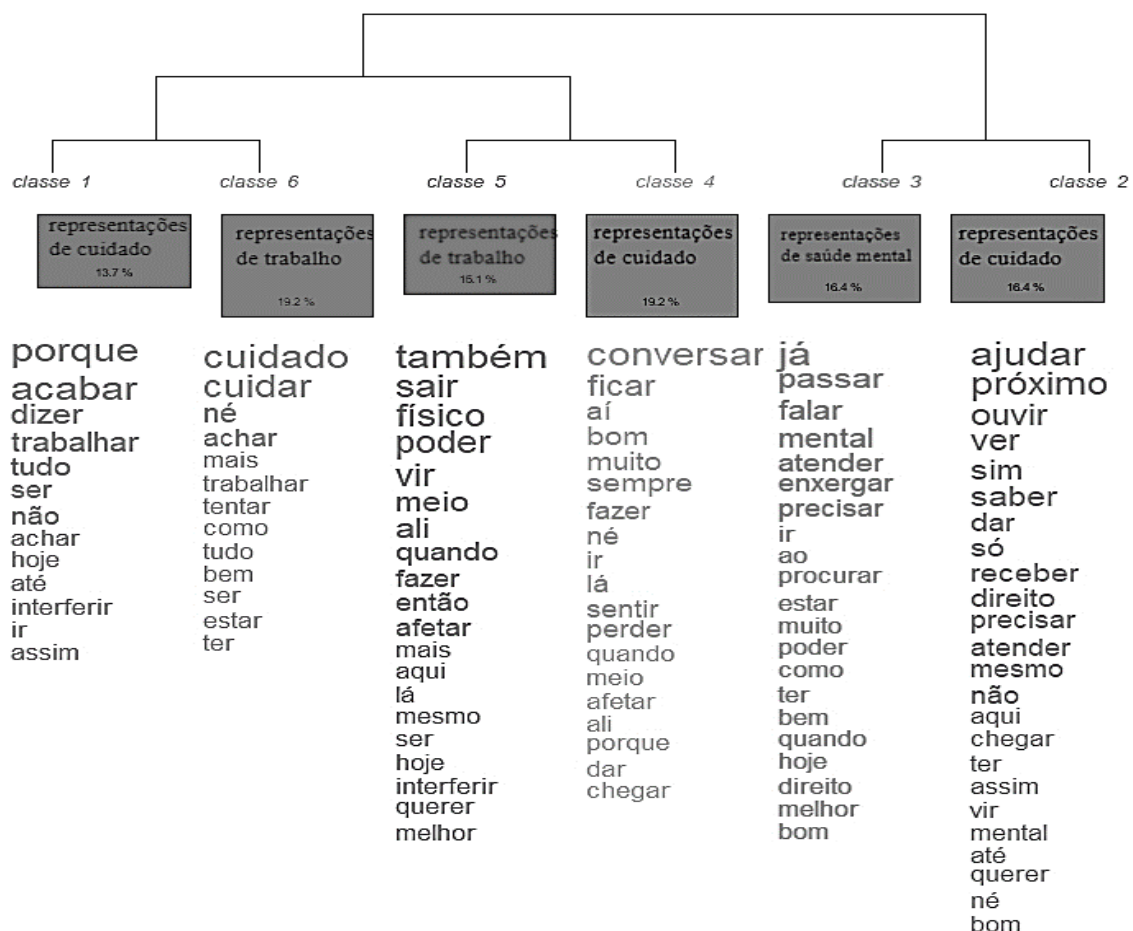 classe 1
classe 6
classe 5
classe 4
classe 3
classe 2
representações
de cuidado
13.7 %
representações
de trabalho
19.2 %
representações
de trabalho
15.1 %
representações
de cuidado
19.2 %
representações
de saúde mental
16.4 %
representações
de cuidado
16.4 %
porque
acabar
dizer
trabalhar
tudo
ser
não
achar
hoje
até
interferir
ir
assim
cuidado
cuidar
né
achar
mais
trabalhar
tentar
como
tudo
bem
ser
estar
ter
também
sair
físico
poder
vir
meio
ali
quando
fazer
então
afetar
mais
aqui
lá
mesmo
ser
hoje
interferir
querer
melhor
conversar
ficar
aí
bom
muito
sempre
fazer
né
ir
lá
sentir
perder
quando
meio
afetar
ali
porque
dar
chegar
já
passar
falar
mental
atender
enxergar
precisar
ir
ao
procurar
estar
muito
poder
como
ter
bem
quando
hoje
direito
melhor
bom
ajudar
próximo
ouvir
ver
sim
saber
dar
só
receber
direito
precisar
atender
mesmo
não
aqui
chegar
ter
assim
vir
mental
até
querer
né
bom